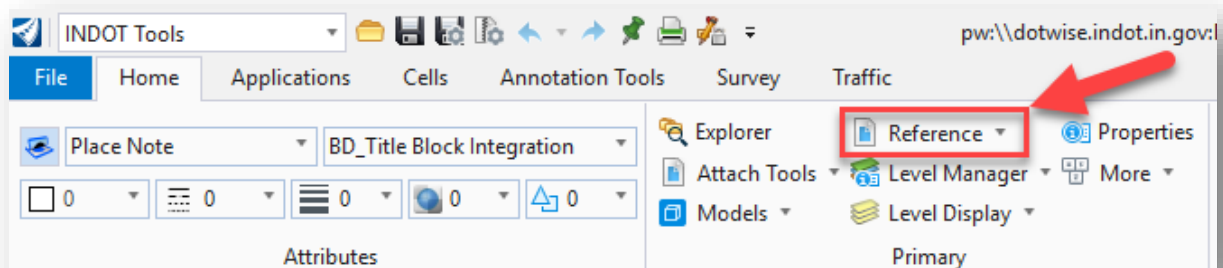 INDOT Tools pw:\\dotwise.indot.in.gov:
File Home Applications Cells Annotation Tools Survey Traffic
Place Note BD_Title Block Integration Explorer Reference Properties
Attach Tools Level Manager More
0 0 0 0 0 Models Level Display
Attributes Primary